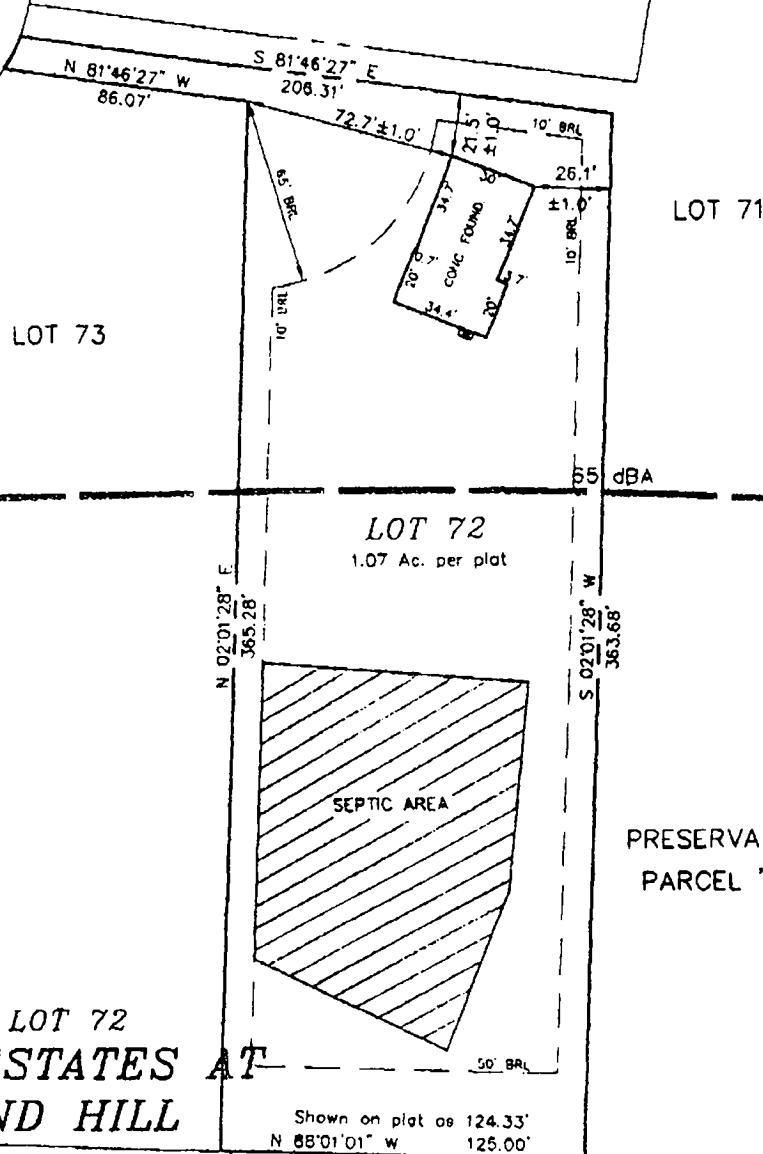 S 81°46'27" E
206.31'
N 81°46'27" W
86.07'
72.7'±1.0'
21.5'
±1.0'
10' BRL
26.1'
±1.0'
LOT 71
65' BRL
34.7'
CONC FOUND
34.7'
10' BRL
0.7'
20'
20'
34.4'
10' BRL
LOT 73
65 dBA
LOT 72
1.07 Ac. per plat
N 02°01'28" E
365.28'
S 02°01'28" W
363.68'
SEPTIC AREA
PRESERVA
PARCEL '
LOT 72
STATES AT
ND HILL
50' BRL
Shown on plat as 124.33'
N 88°01'01" W 125.00'